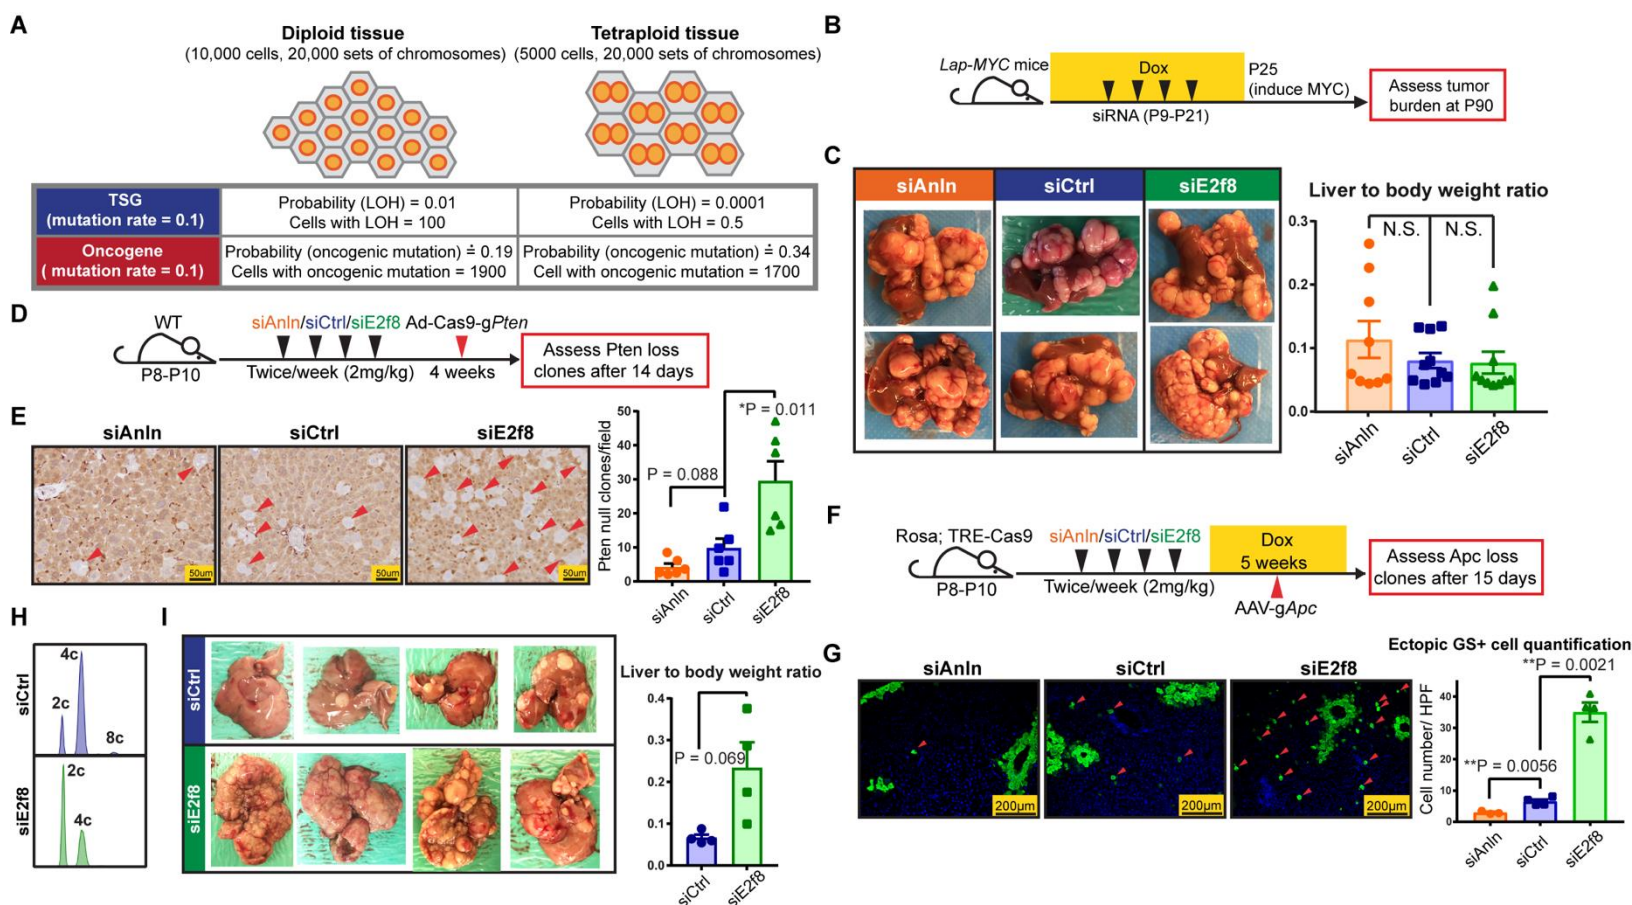 A
Diploid tissue
(10,000 cells, 20,000 sets of chromosomes)
Tetraploid tissue
(5000 cells, 20,000 sets of chromosomes)
TSG
(mutation rate = 0.1)
Probability (LOH) = 0.01
Cells with LOH = 100
Probability (LOH) = 0.0001
Cells with LOH = 0.5
Oncogene
( mutation rate = 0.1)
Probability (oncogenic mutation) ≐ 0.19
Cells with oncogenic mutation = 1900
Probability (oncogenic mutation) ≐ 0.34
Cell with oncogenic mutation = 1700
B
Lap-MYC mice
Dox
P25
(induce MYC)
siRNA (P9-P21)
Assess tumor
burden at P90
C
siAnln
siCtrl
siE2f8
Liver to body weight ratio
N.S.
N.S.
0.3
0.2
0.1
0.0
siAnln
siCtrl
siE2f8
D
WT
P8-P10
siAnln/siCtrl/siE2f8
Ad-Cas9-gPten
Twice/week (2mg/kg)
4 weeks
Assess Pten loss
clones after 14 days
E
siAnln
siCtrl
siE2f8
50um
50um
50um
Pten null clones/field
50
40
30
20
10
0
P = 0.088
*P = 0.011
siAnln
siCtrl
siE2f8
F
Rosa; TRE-Cas9
P8-P10
siAnln/siCtrl/siE2f8
Twice/week (2mg/kg)
Dox
5 weeks
AAV-gApc
Assess Apc loss
clones after 15 days
G
siAnln
siCtrl
siE2f8
200µm
200µm
200µm
Ectopic GS+ cell quantification
**P = 0.0021
**P = 0.0056
Cell number/ HPF
40
30
20
10
0
siAnln
siCtrl
siE2f8
H
siCtrl
4c
2c
8c
siE2f8
2c
4c
I
siCtrl
siE2f8
Liver to body weight ratio
0.4
0.3
0.2
0.1
0.0
P = 0.069
siCtrl
siE2f8